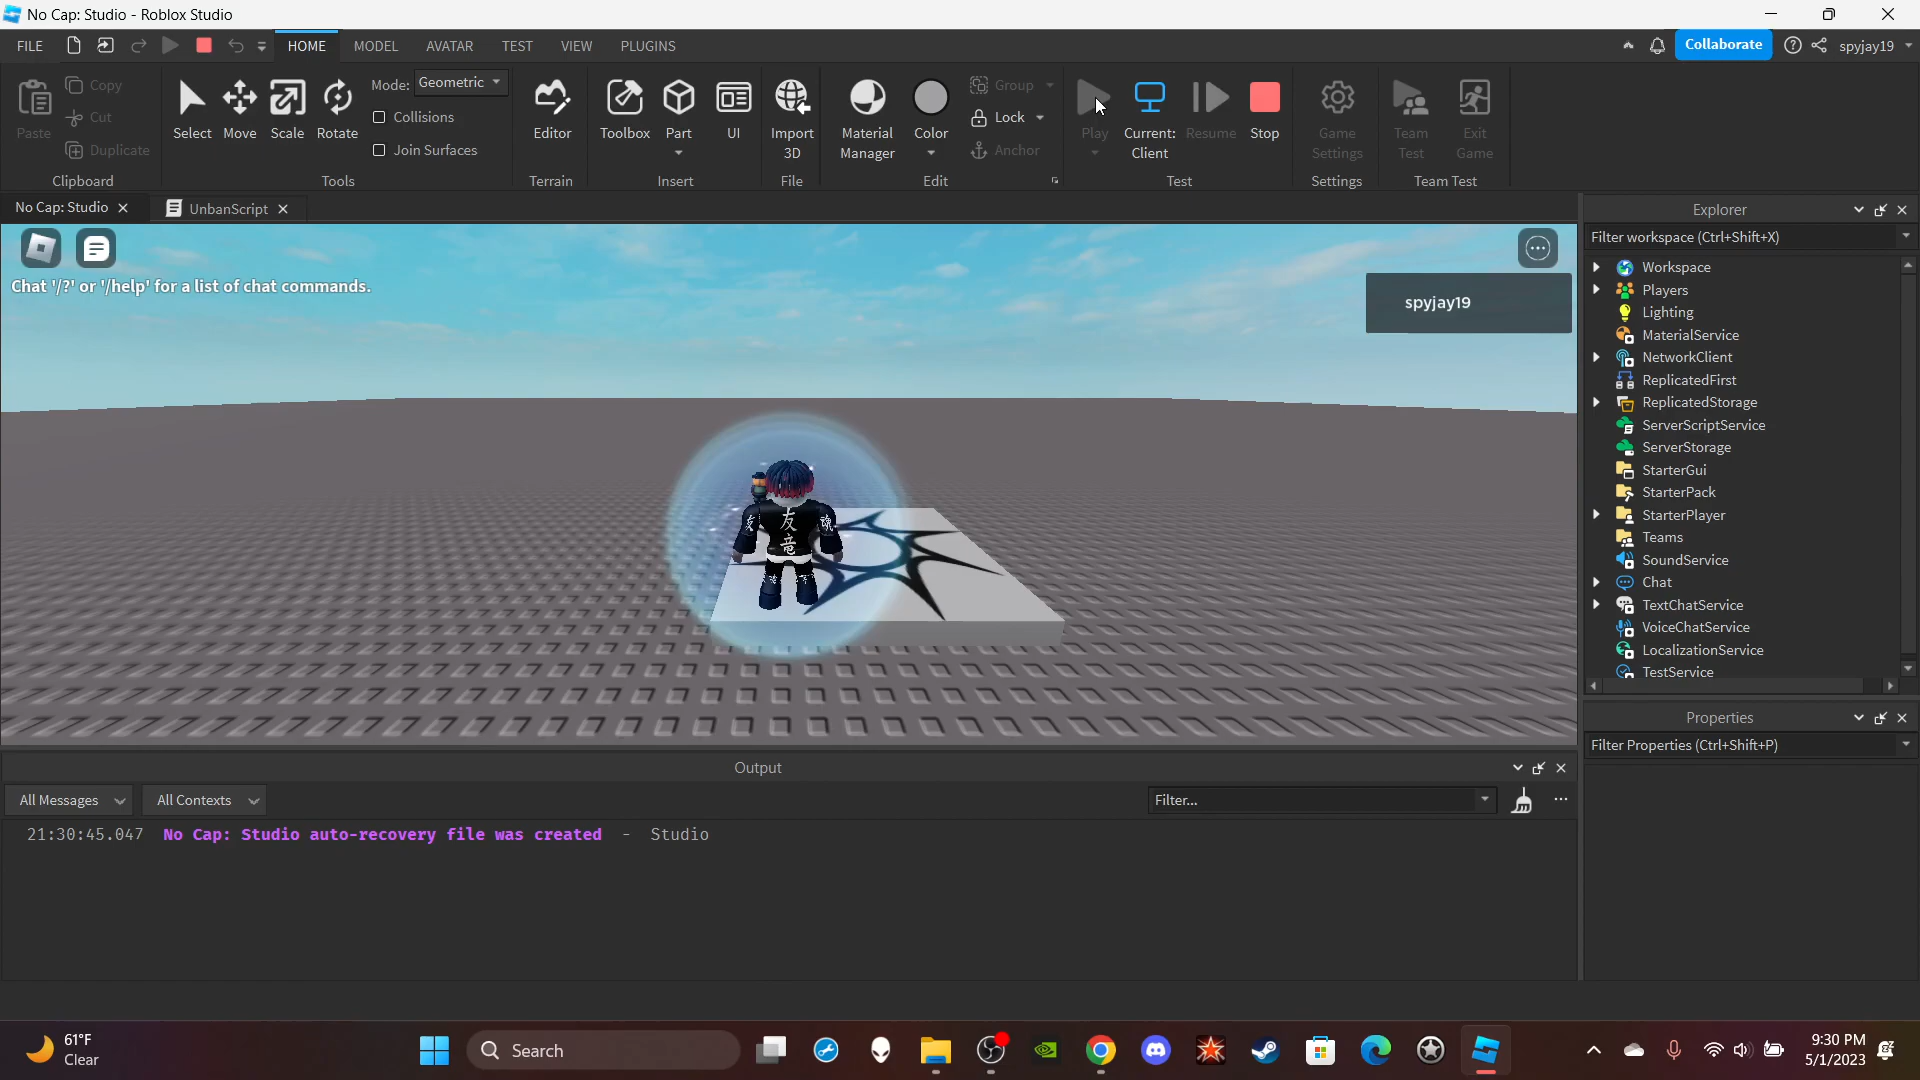 No Cap: Studio - Roblox Studio
FILE HOME MODEL AVATAR TEST VIEW PLUGINS Collaborate spyjay19
Paste Copy Cut Duplicate
Clipboard
Select Move Scale Rotate
Mode: Geometric
Collisions
Join Surfaces
Tools
Editor
Terrain
Toolbox Part UI
Insert
Import 3D
File
Material Manager Color
Group
Lock
Anchor
Edit
Play Current: Client Resume Stop
Test
Game Settings
Settings
Team Test Exit Game
Team Test
No Cap: Studio UnbanScript
Chat '/?' or '/help' for a list of chat commands.
spyjay19
友
竜
友
魂
Explorer
Filter workspace (Ctrl+Shift+X)
Workspace
Players
Lighting
MaterialService
NetworkClient
ReplicatedFirst
ReplicatedStorage
ServerScriptService
ServerStorage
StarterGui
StarterPack
StarterPlayer
Teams
SoundService
Chat
TextChatService
VoiceChatService
LocalizationService
TestService
Properties
Filter Properties (Ctrl+Shift+P)
Output
All Messages All Contexts Filter...
21:30:45.047 No Cap: Studio auto-recovery file was created - Studio
61°F
Clear
Search
9:30 PM
5/1/2023